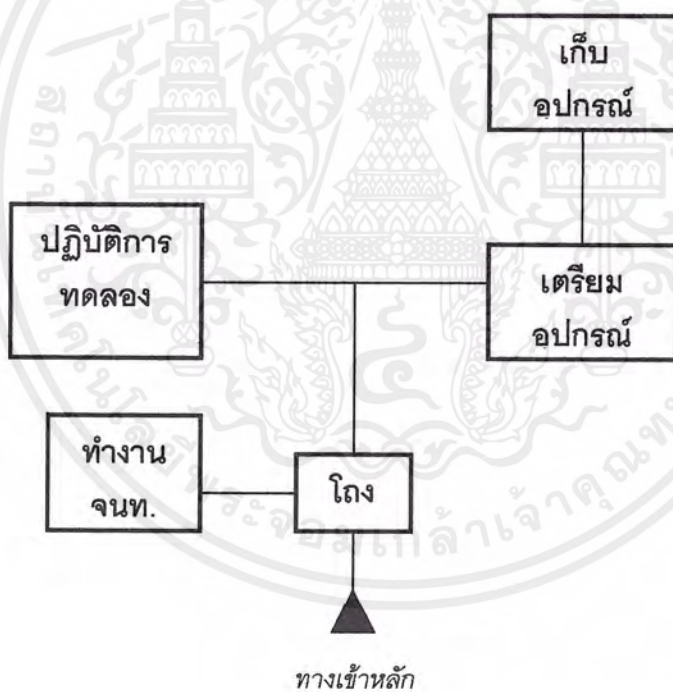 เก็บ
อุปกรณ์
ปฏิบัติการ
ทดลอง
เตรียม
อุปกรณ์
ทำงาน
จนท.
โถง
ทางเข้าหลัก